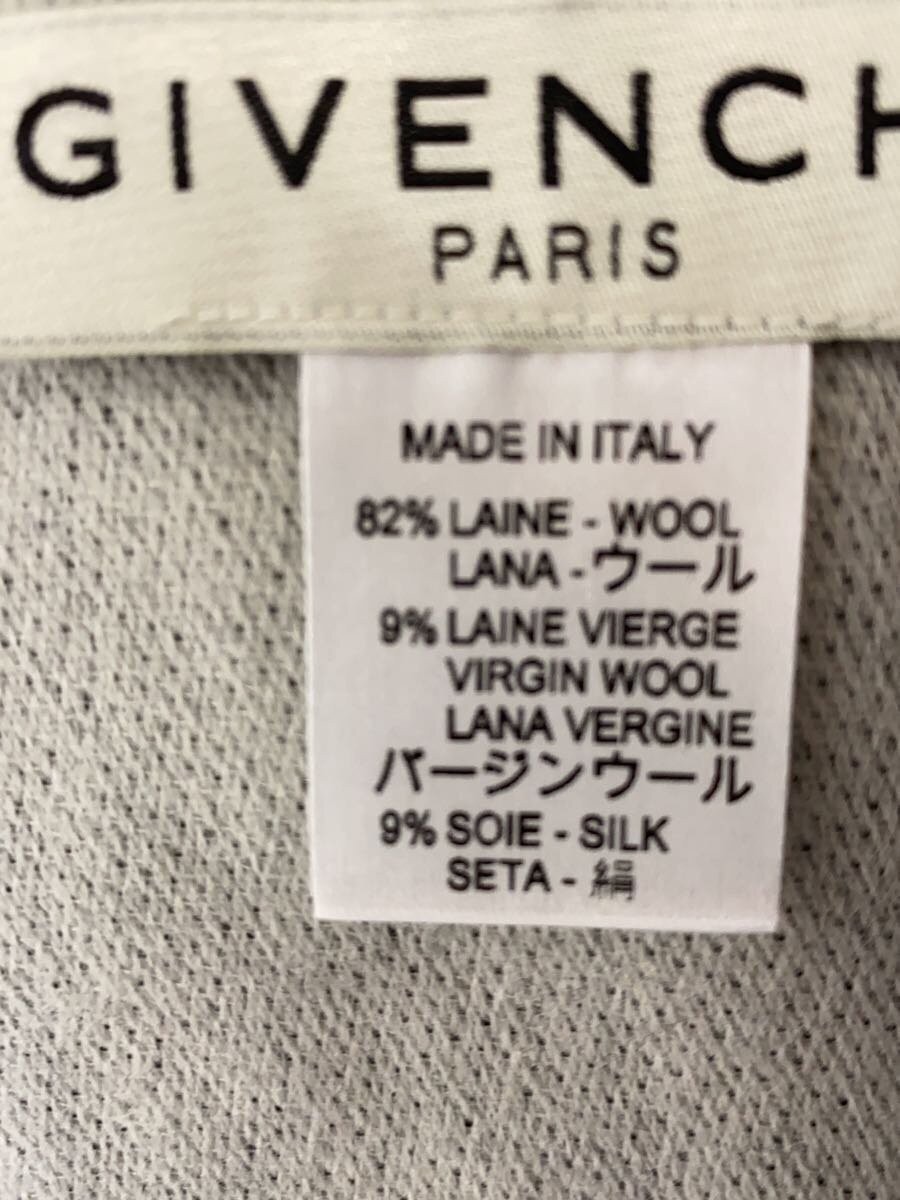 GIVENCH
PARIS
MADE IN ITALY
82% LAINE - WOOL
LANA - ウール
9% LAINE VIERGE
VIRGIN WOOL
LANA VERGINE
バージンウール
9% SOIE - SILK
SETA - 絹